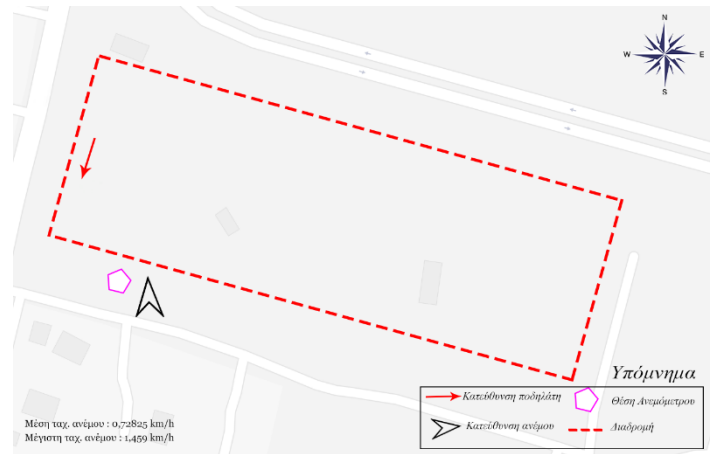 N
W E
S
Υπόμνημα
Κατεύθυνση ποδηλάτη
Θέση Ανεμόμετρου
Κατεύθυνση ανέμου
Διαδρομή
Μέση ταχ. ανέμου : 0,72825 km/h
Μέγιστη ταχ. ανέμου : 1,459 km/h